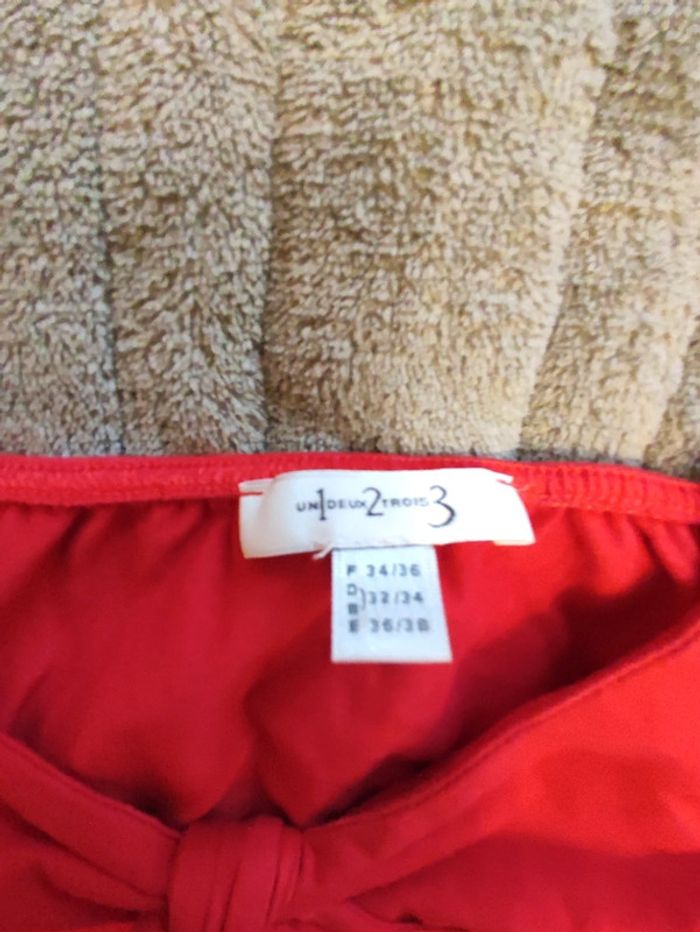 UN1DEUX2TROIS3
F 34/36
D
}32/34
B
E 36/38